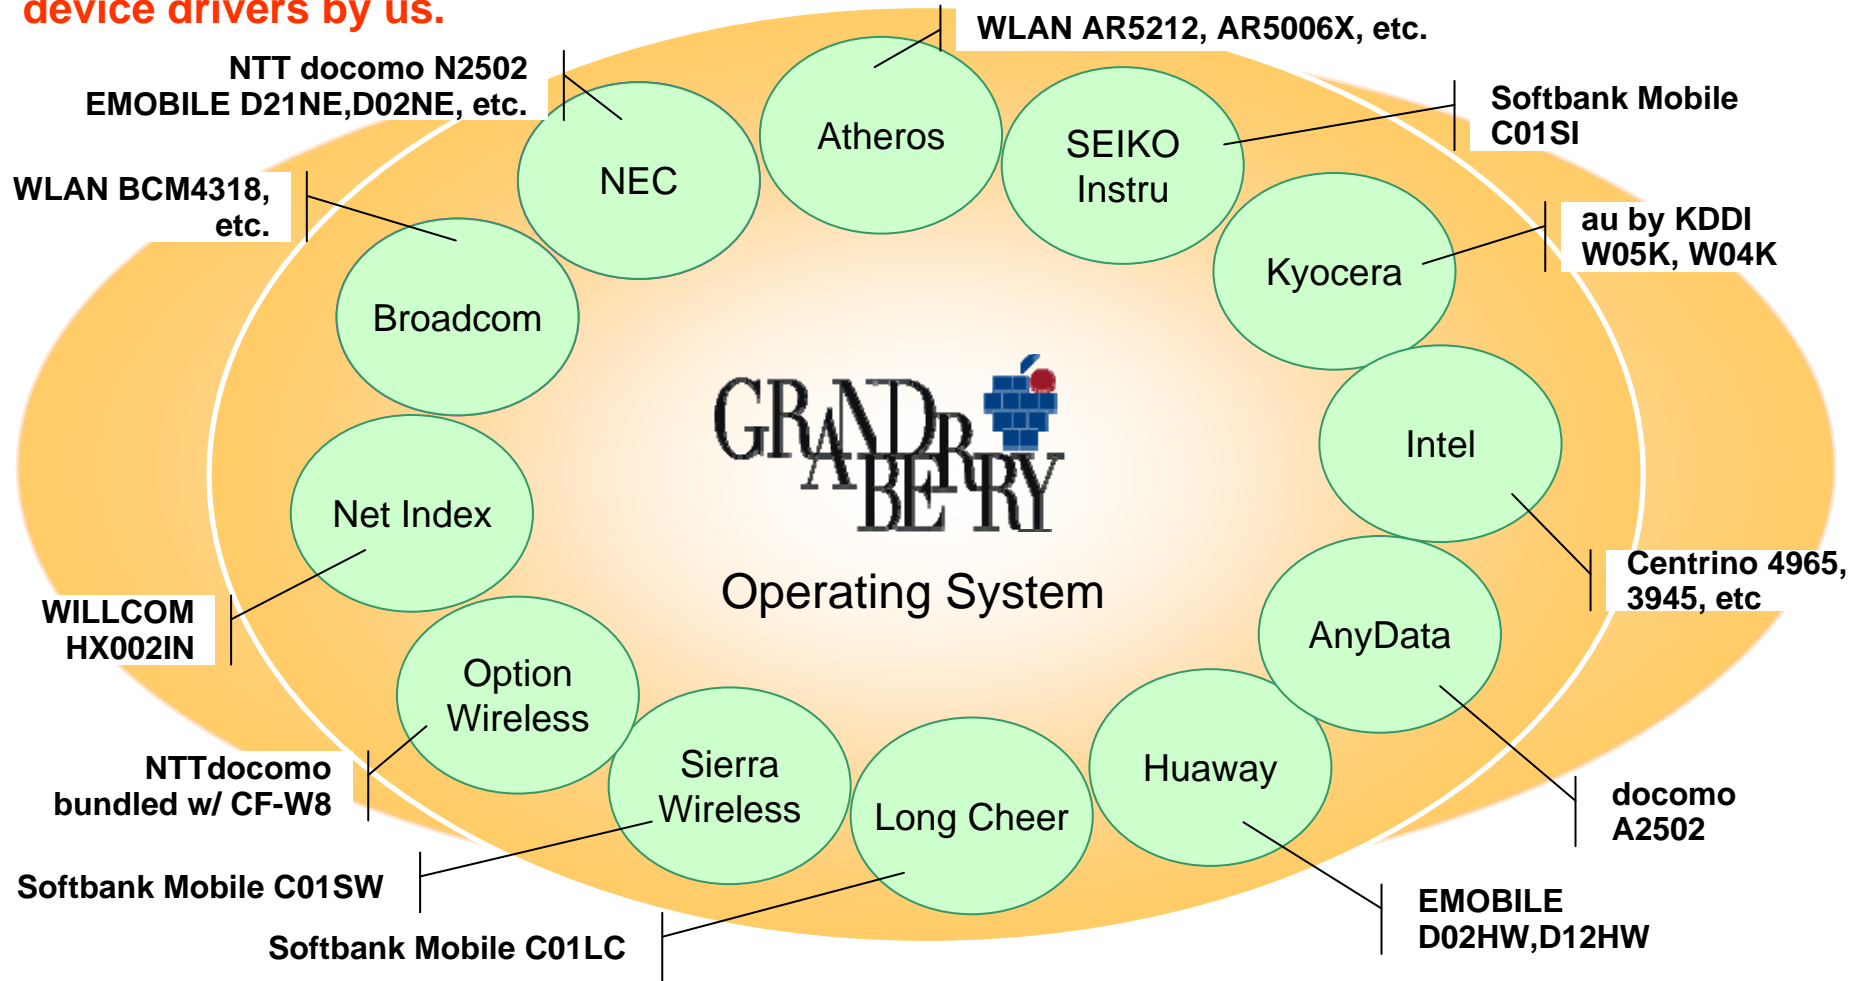 device drivers by us.
WLAN AR5212, AR5006X, etc.
NTT docomo N2502
EMOBILE D21NE,D02NE, etc.
Softbank Mobile
C01SI
Atheros
SEIKO
Instru
NEC
WLAN BCM4318,
etc.
au by KDDI
W05K, W04K
Kyocera
Broadcom
GRANDBERRY
Intel
Net Index
Operating System
Centrino 4965,
3945, etc
WILLCOM
HX002IN
AnyData
Option
Wireless
NTTdocomo
bundled w/ CF-W8
Sierra
Wireless
Long Cheer
Huaway
docomo
A2502
Softbank Mobile C01SW
EMOBILE
D02HW,D12HW
Softbank Mobile C01LC